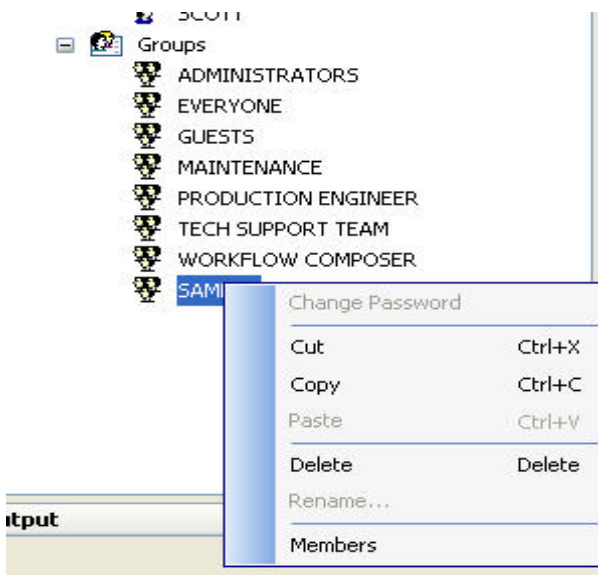 SCOTT
Groups
ADMINISTRATORS
EVERYONE
GUESTS
MAINTENANCE
PRODUCTION ENGINEER
TECH SUPPORT TEAM
WORKFLOW COMPOSER
Change Password
Cut Ctrl+X
Copy Ctrl+C
Paste Ctrl+V
Delete Delete
Rename...
Members